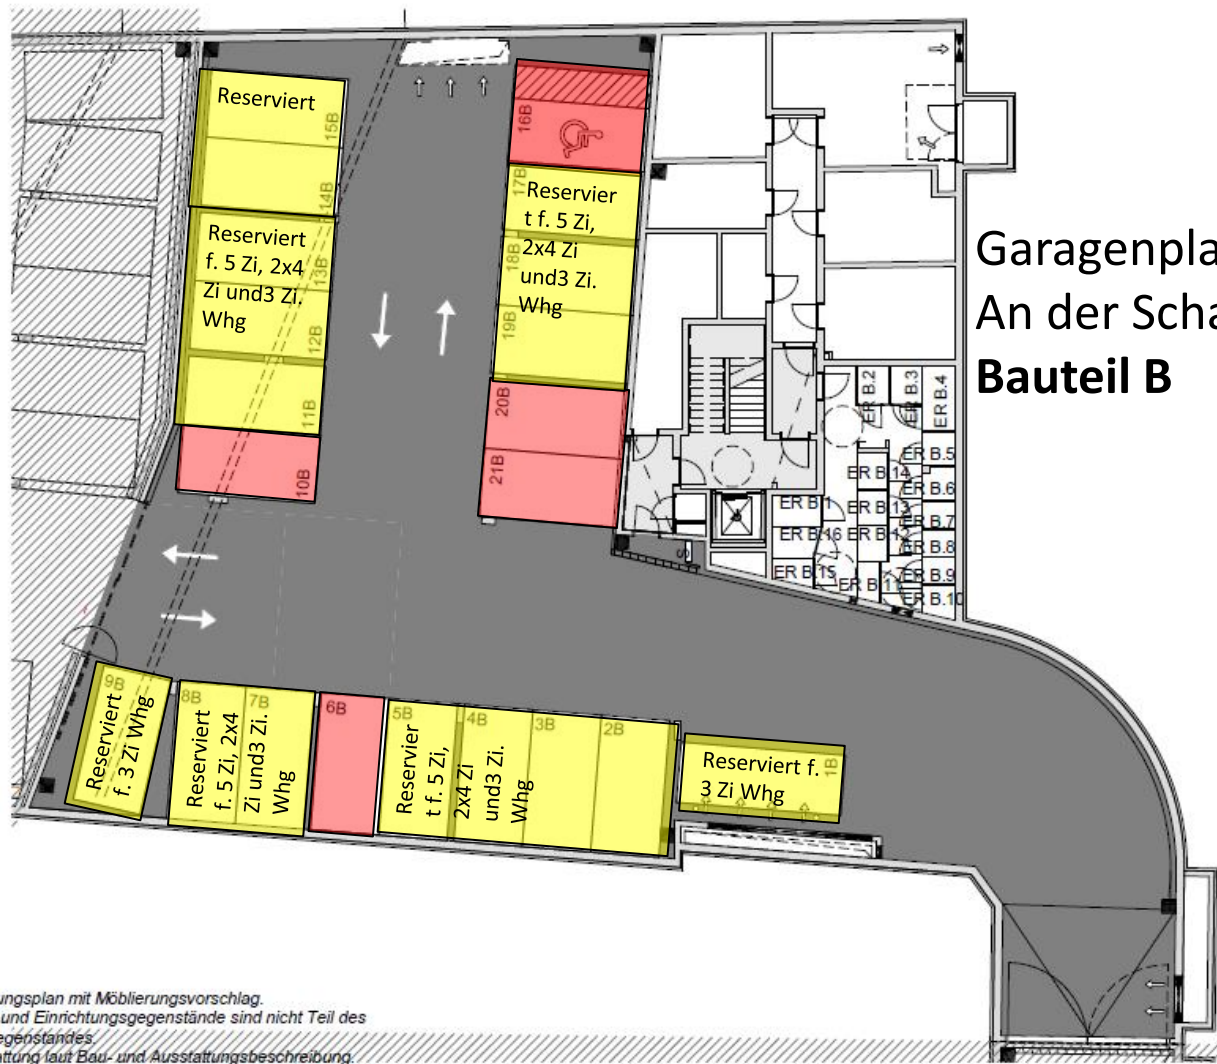 Reserviert
15B
14B
Reserviert
f. 5 Zi, 2x4
Zi und3 Zi.
Whg
13B
12B
11B
10B
16B
17B
Reservier
t f. 5 Zi,
2x4 Zi
und3 Zi.
Whg
18B
19B
20B
21B
Garagenpla
An der Scha
Bauteil B
ER B.2
ER B.3
ER B.4
ER B.5
ER B.14
ER B.6
ER B.1
ER B.13
ER B.7
ER B.16
ER B.12
ER B.8
ER B.15
ER B.11
ER B.9
ER B.10
S
9B
Reserviert
f. 3 Zi Whg
8B
7B
Reserviert
f. 5 Zi, 2x4
Zi und3 Zi.
Whg
6B
5B
4B
3B
2B
Reservier
t f. 5 Zi,
2x4 Zi
und3 Zi.
Whg
Reserviert f.
3 Zi Whg
1B
ungsplan mit Möblierungsvorschlag.
und Einrichtungsgegenstände sind nicht Teil des
egenstandes.
attung laut Bau- und Ausstattungsbeschreibung.